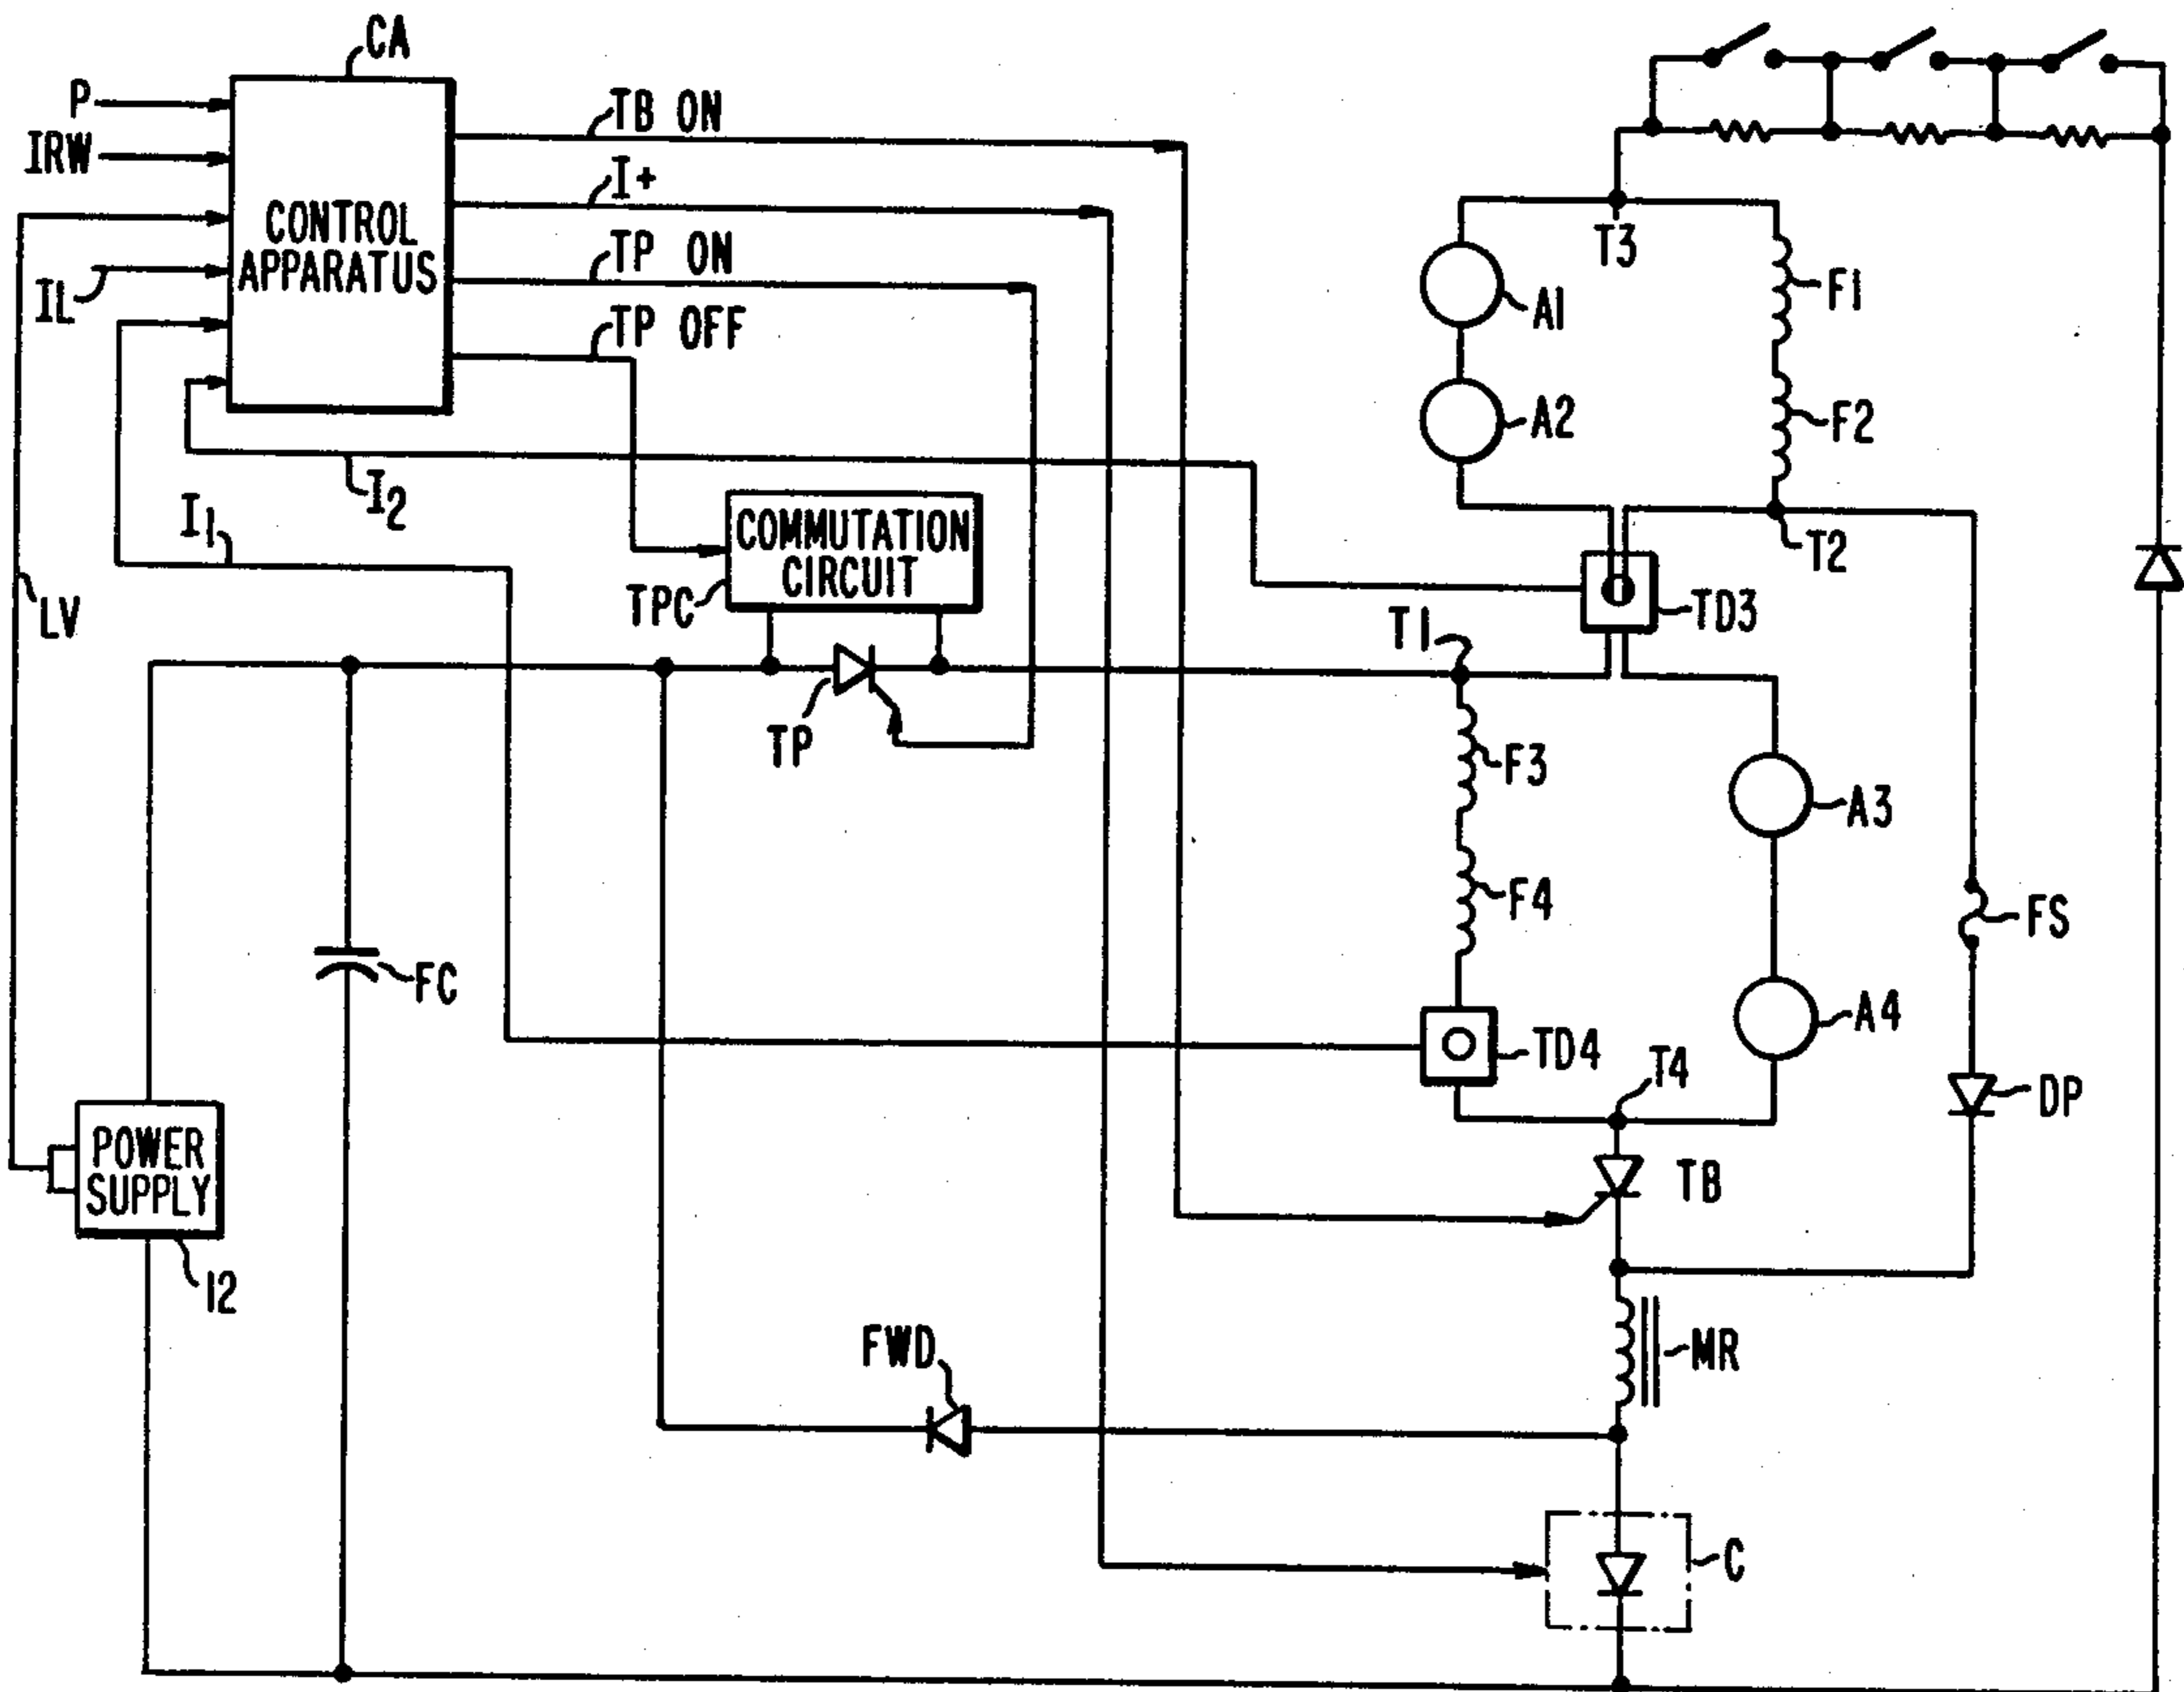 CA
P
IRW
IL
CONTROL
APPARATUS
TB ON
I+
TP ON
TP OFF
I2
I1
LV
COMMUTATION
CIRCUIT
TPC
TP
T3
A1
F1
A2
F2
T2
TD3
T1
F3
A3
F4
FS
FC
TD4
A4
T4
DP
TB
POWER
SUPPLY
12
MR
FWD
C